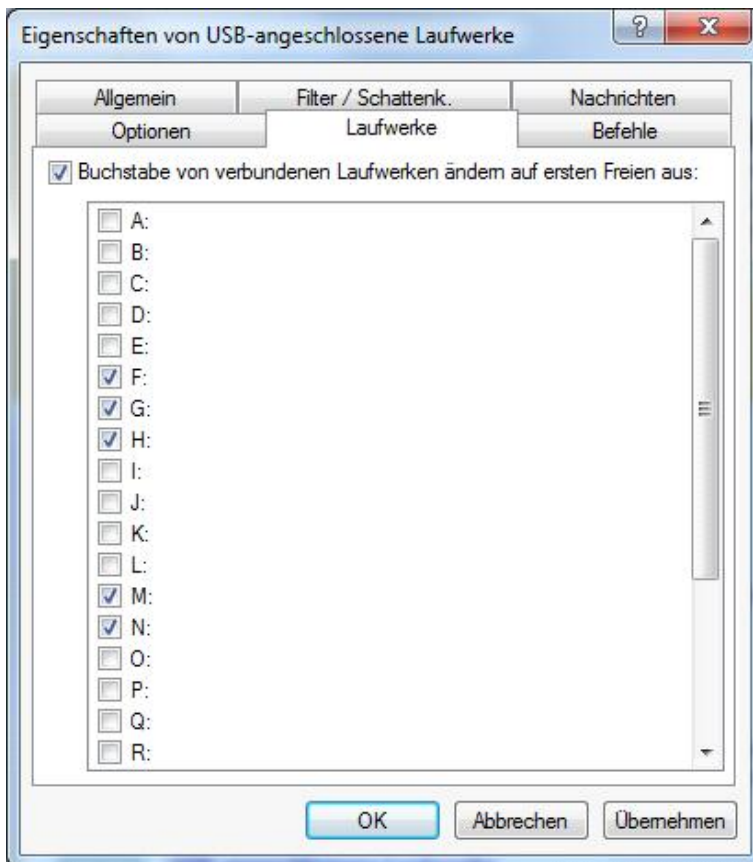 Eigenschaften von USB-angeschlossene Laufwerke
Allgemein Filter / Schattenk. Nachrichten
Optionen Laufwerke Befehle
Buchstabe von verbundenen Laufwerken ändern auf ersten Freien aus:
A:
B:
C:
D:
E:
F:
G:
H:
I:
J:
K:
L:
M:
N:
O:
P:
Q:
R:
OK Abbrechen Übernehmen